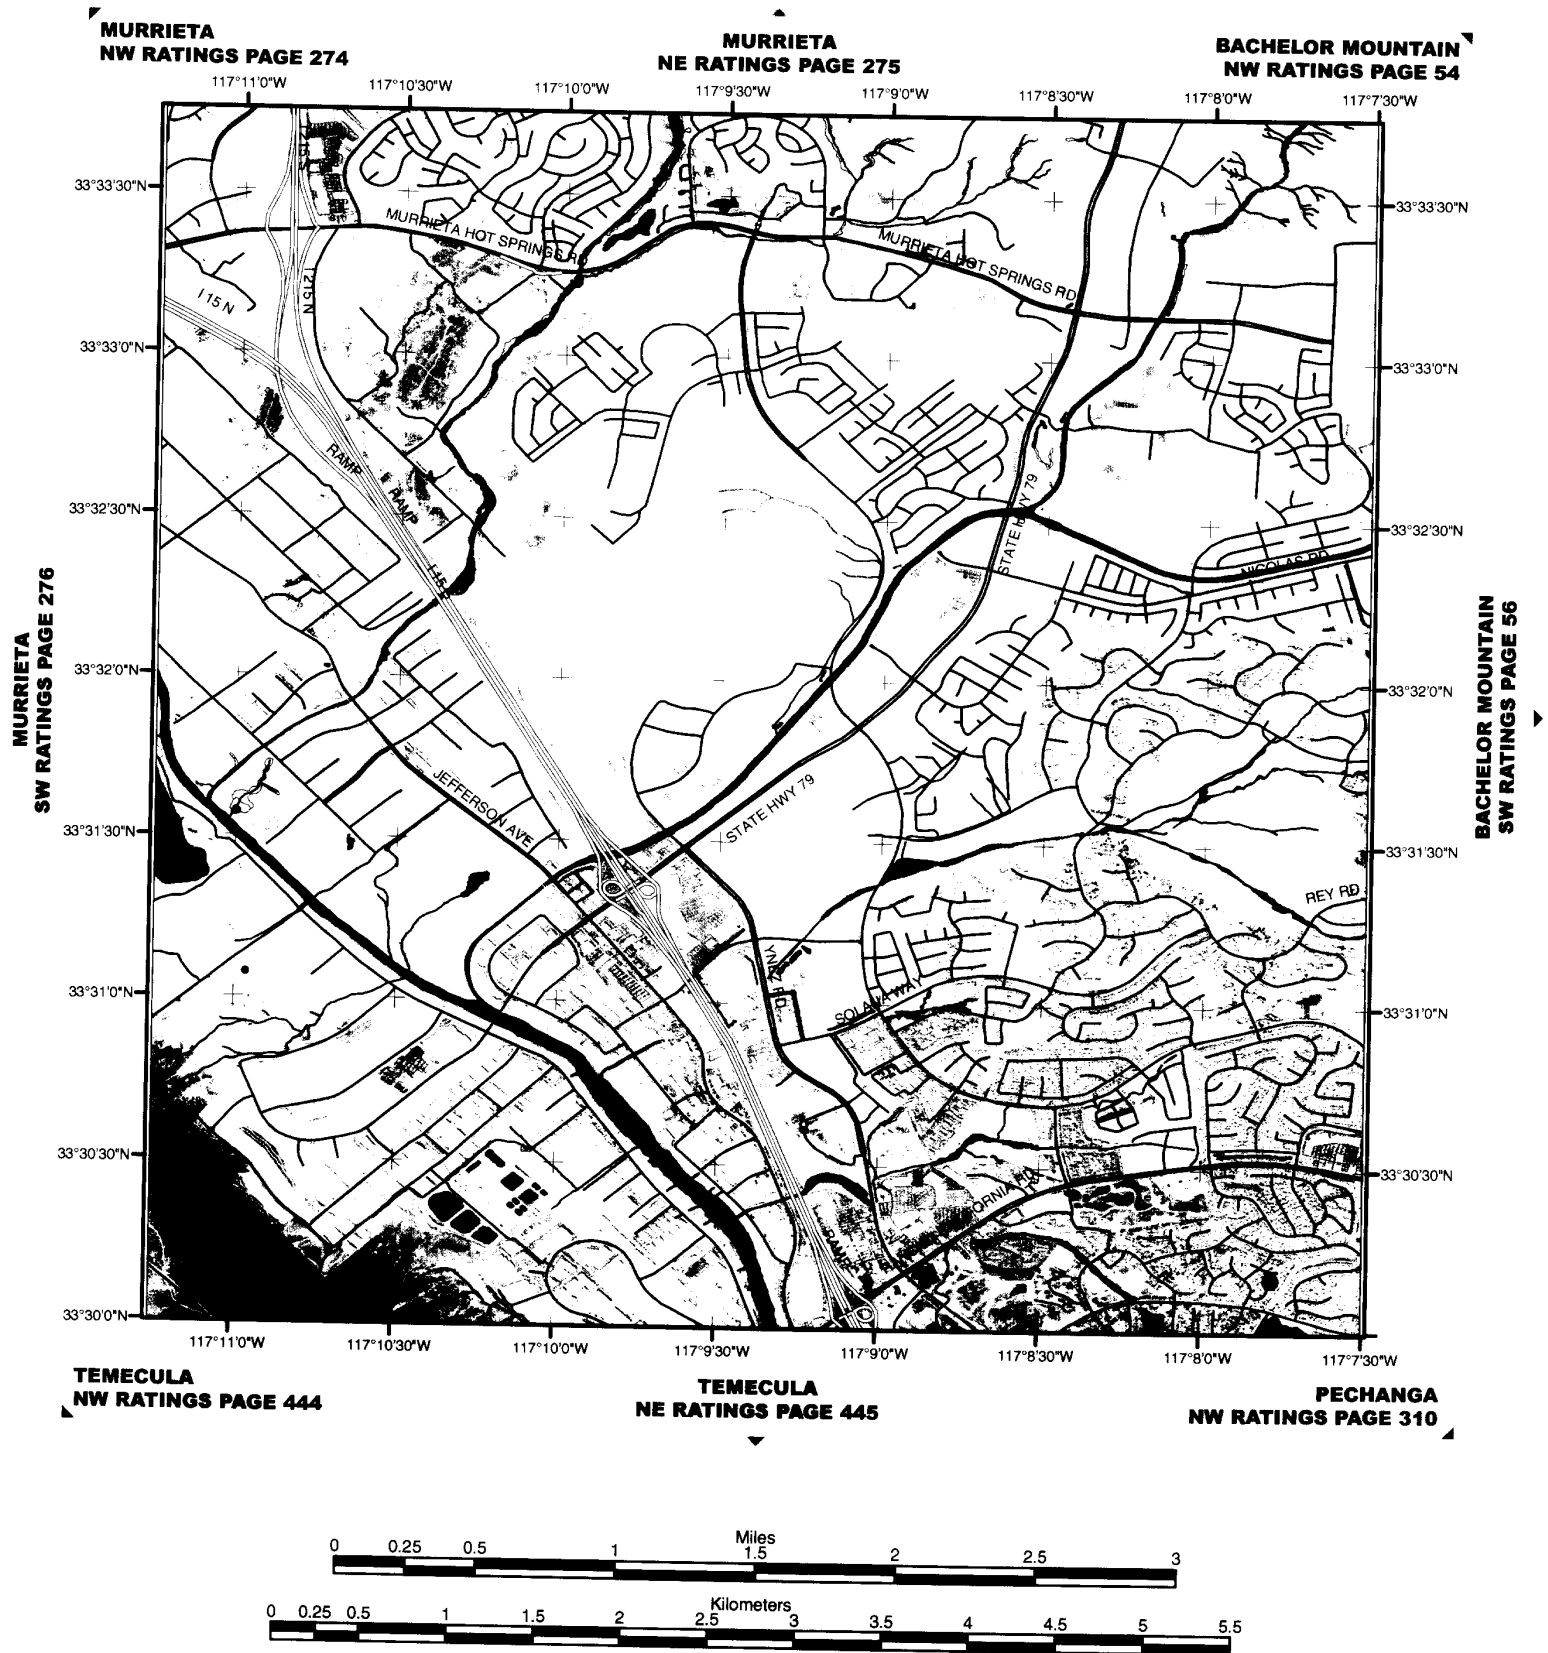 MURRIETA
NW RATINGS PAGE 274
MURRIETA
NE RATINGS PAGE 275
BACHELOR MOUNTAIN
NW RATINGS PAGE 54
117°11'0"W
117°10'30"W
117°10'0"W
117°9'30"W
117°9'0"W
117°8'30"W
117°8'0"W
117°7'30"W
33°33'30"N
33°33'30"N
MURRIETA HOT SPRINGS RD
MURRIETA HOT SPRINGS RD
I 215 N
I 15 N
33°33'0"N
33°33'0"N
RAMP
RAMP
STATE HWY 79
33°32'30"N
33°32'30"N
NICOLAS RD
MURRIETA
SW RATINGS PAGE 276
BACHELOR MOUNTAIN
SW RATINGS PAGE 56
33°32'0"N
33°32'0"N
JEFFERSON AVE
STATE HWY 79
33°31'30"N
33°31'30"N
REY RD
33°31'0"N
33°31'0"N
SOLANA WAY
33°30'30"N
33°30'30"N
RAMP
33°30'0"N
117°11'0"W
117°10'30"W
117°10'0"W
117°9'30"W
117°9'0"W
117°8'30"W
117°8'0"W
117°7'30"W
TEMECULA
NW RATINGS PAGE 444
TEMECULA
NE RATINGS PAGE 445
PECHANGA
NW RATINGS PAGE 310
Miles
0 0.25 0.5 1 1.5 2 2.5 3
Kilometers
0 0.25 0.5 1 1.5 2 2.5 3 3.5 4 4.5 5 5.5